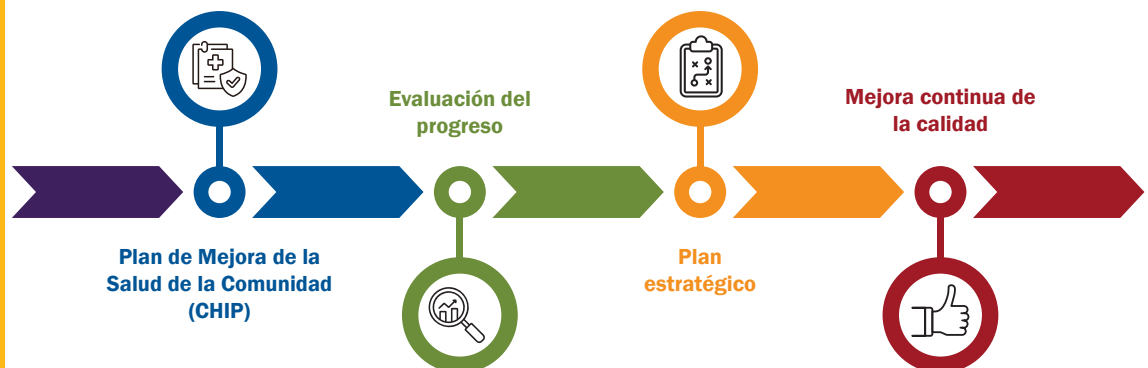 Plan de Mejora de la
Salud de la Comunidad
(CHIP)
Evaluación del
progreso
Plan
estratégico
Mejora continua de
la calidad